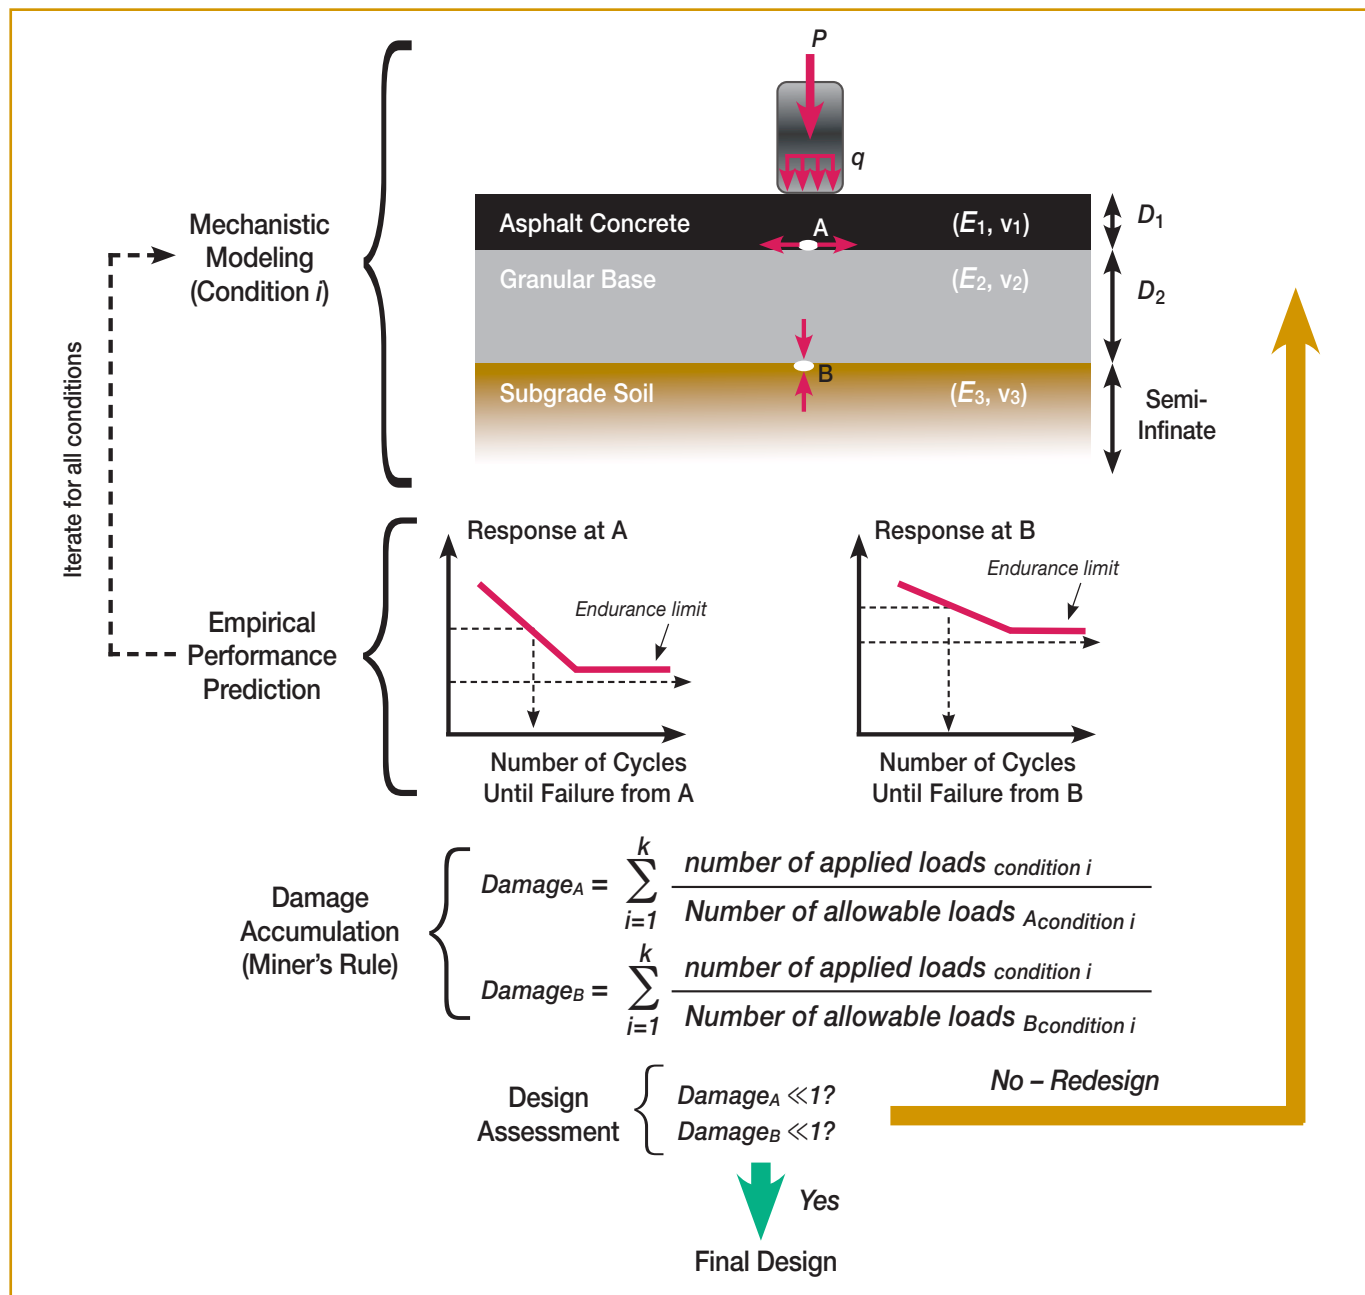 P
q
Mechanistic
Modeling
(Condition i)
Asphalt Concrete
A
(E1, v1)
D1
Granular Base
(E2, v2)
D2
B
Subgrade Soil
(E3, v3)
Semi-
Infinate
Iterate for all conditions
Empirical
Performance
Prediction
Response at A
Endurance limit
Number of Cycles
Until Failure from A
Response at B
Endurance limit
Number of Cycles
Until Failure from B
Damage
Accumulation
(Miner's Rule)
DamageA = k ∑ i=1 number of applied loads condition i
Number of allowable loads Acondition i
DamageB = k ∑ i=1 number of applied loads condition i
Number of allowable loads Bcondition i
Design
Assessment
DamageA ≪1?
DamageB ≪1?
No – Redesign
Yes
Final Design